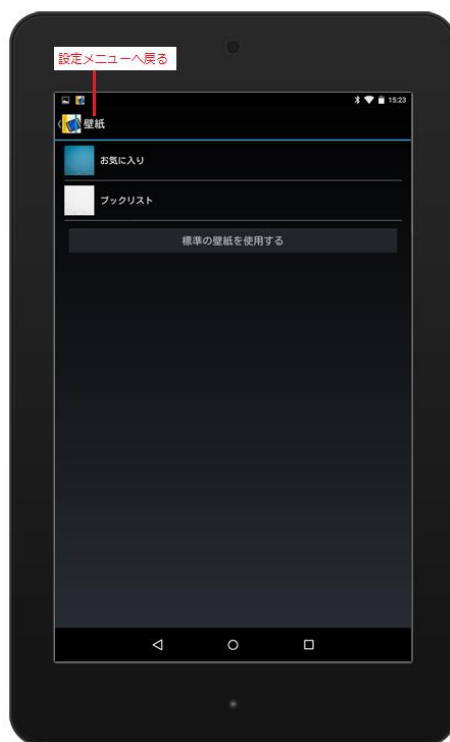 設定メニューへ戻る
15:23
壁紙
お気に入り
ブックリスト
標準の壁紙を使用する